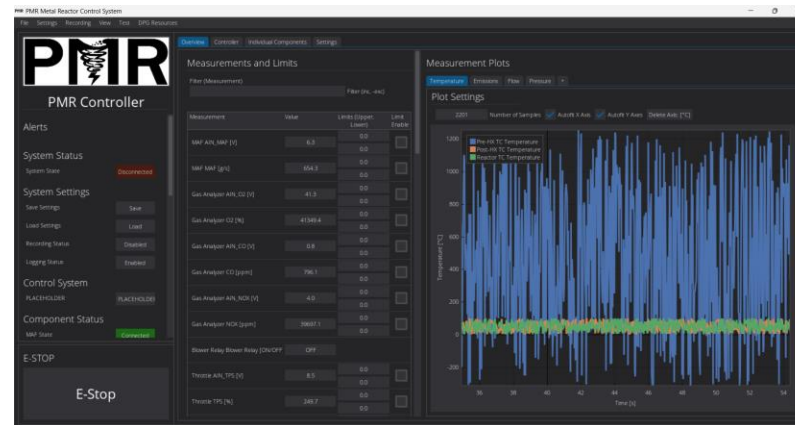 PMR PMR Metal Reactor Control System
File Settings Recording View Test DPG Resources
PMR
PMR Controller
Alerts
System Status
System State Disconnected
System Settings
Save Settings Save
Load Settings Load
Recording Status Disabled
Logging Status Enabled
Control System
PLACEHOLDER PLACEHOLDER
Component Status
MAF State Connected
E-STOP
E-Stop
Overview Controller Individual Components Settings
Measurements and Limits
Filter (Measurement)
Filter (inc, -exc)
Measurement Value Limits (Upper, Lower) Limit Enable
MAF AIN_MAF [V] 6.3 0.0
0.0
MAF MAF [g/s] 654.3 0.0
0.0
Gas Analyzer AIN_O2 [V] 41.3 0.0
0.0
Gas Analyzer O2 [%] 41349.4 0.0
0.0
Gas Analyzer AIN_CO [V] 0.8 0.0
0.0
Gas Analyzer CO [ppm] 796.1 0.0
0.0
Gas Analyzer AIN_NOX [V] 4.0 0.0
0.0
Gas Analyzer NOX [ppm] 39697.1 0.0
0.0
Blower Relay Blower Relay [ON/OFF OFF
Throttle AIN_TPS [V] 8.5 0.0
0.0
Throttle TPS [%] 249.7 0.0
0.0
Measurement Plots
Temperature Emissions Flow Pressure +
Plot Settings
2201 Number of Samples Autofit X Axis Autofit Y Axes Delete Axis: [°C]
Pre-HX TC Temperature
Post-HX TC Temperature
Reactor TC Temperature
Temperature [°C]
1200
1000
800
600
400
200
0
-200
36 38 40 42 44 46 48 50 52 54
Time [s]